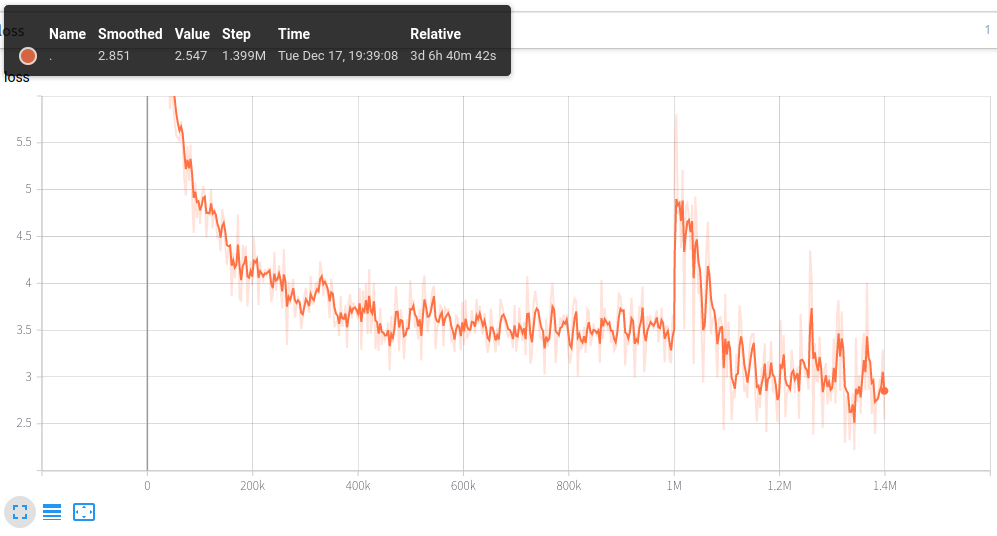 loss
1
Name Smoothed Value Step Time Relative
. 2.851 2.547 1.399M Tue Dec 17, 19:39:08 3d 6h 40m 42s
loss
5.5
5
4.5
4
3.5
3
2.5
0 200k 400k 600k 800k 1M 1.2M 1.4M